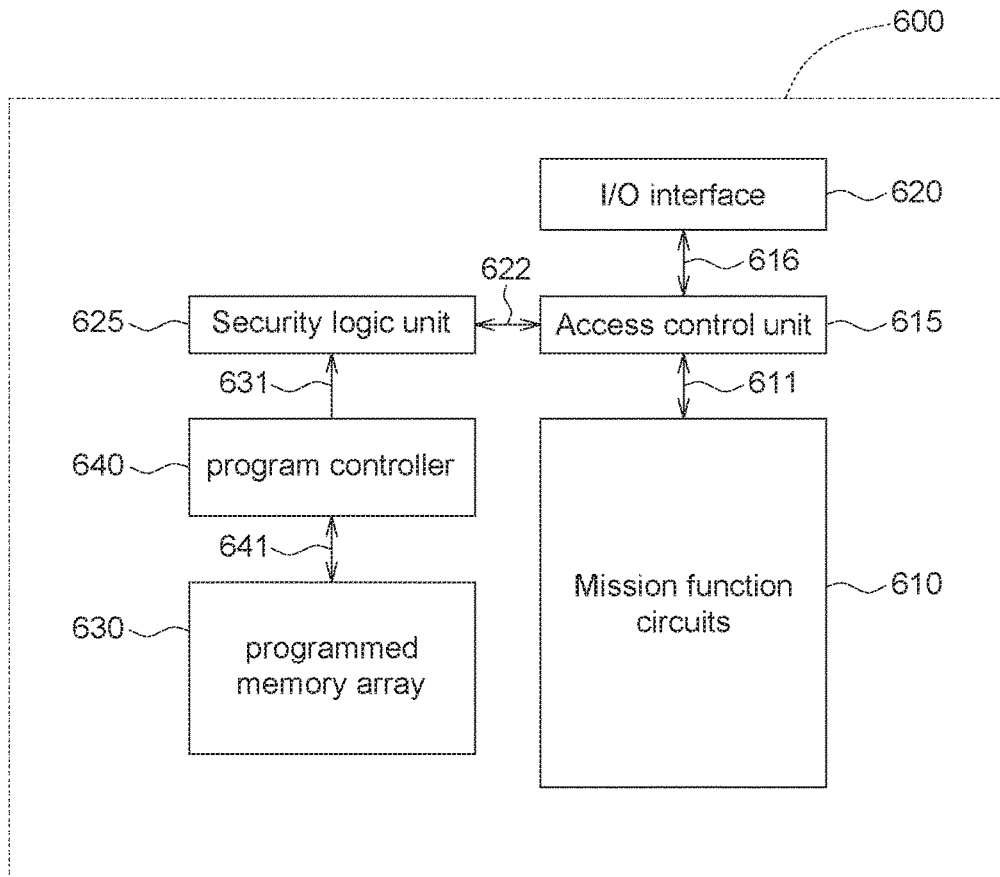 600
I/O interface
620
616
622
625
Security logic unit
Access control unit
615
631
611
640
program controller
641
630
programmed
memory array
Mission function
circuits
610